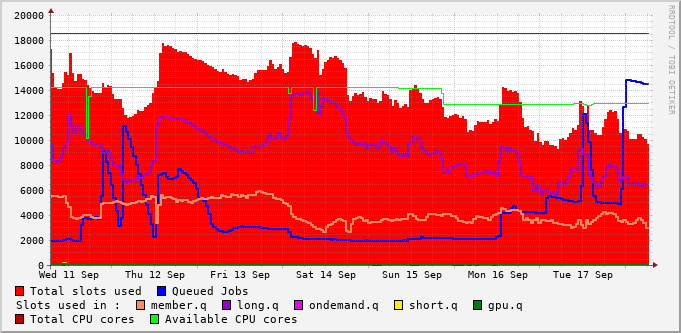 20000
18000
16000
14000
12000
10000
8000
6000
4000
2000
0
Wed 11 Sep Thu 12 Sep Fri 13 Sep Sat 14 Sep Sun 15 Sep Mon 16 Sep Tue 17 Sep
Total slots used Queued Jobs
Slots used in : member.q long.q ondemand.q short.q gpu.q
Total CPU cores Available CPU cores
RRDTOOL / TOBI OETIKER